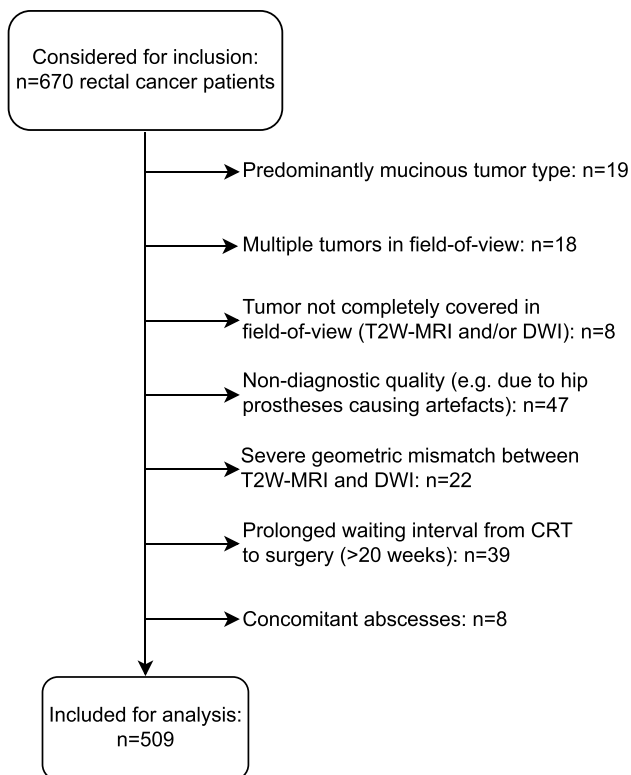 Considered for inclusion:
n=670 rectal cancer patients
Predominantly mucinous tumor type: n=19
Multiple tumors in field-of-view: n=18
Tumor not completely covered in
field-of-view (T2W-MRI and/or DWI): n=8
Non-diagnostic quality (e.g. due to hip
prostheses causing artefacts): n=47
Severe geometric mismatch between
T2W-MRI and DWI: n=22
Prolonged waiting interval from CRT
to surgery (>20 weeks): n=39
Concomitant abscesses: n=8
Included for analysis:
n=509